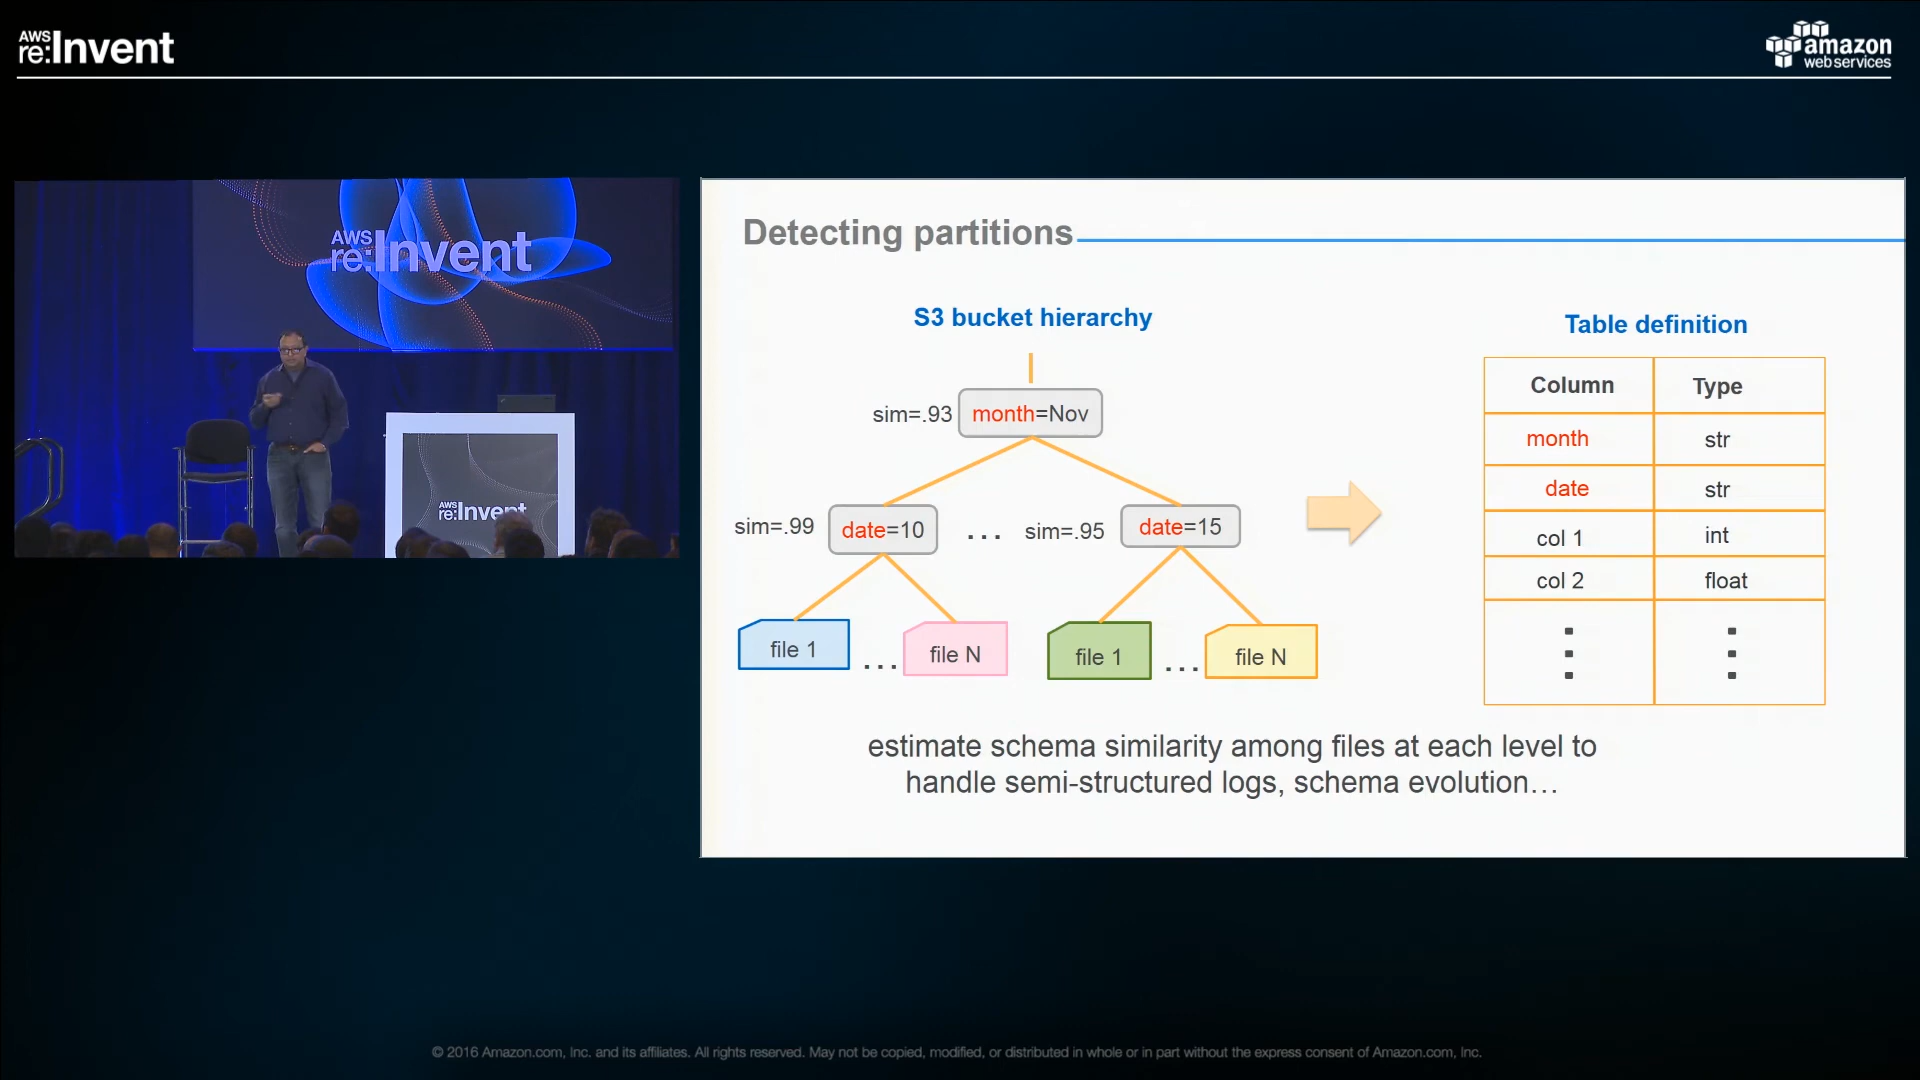 AWS
re:Invent
amazon
web services
AWS
re:Invent
AWS
re:Invent
Detecting partitions
S3 bucket hierarchy
sim=.93
month=Nov
sim=.99
date=10
...
sim=.95
date=15
file 1
...
file N
file 1
...
file N
Table definition
Column Type
month str
date str
col 1 int
col 2 float
estimate schema similarity among files at each level to
handle semi-structured logs, schema evolution…
© 2016 Amazon.com, Inc. and its affiliates. All rights reserved. May not be copied, modified, or distributed in whole or in part without the express consent of Amazon.com, Inc.